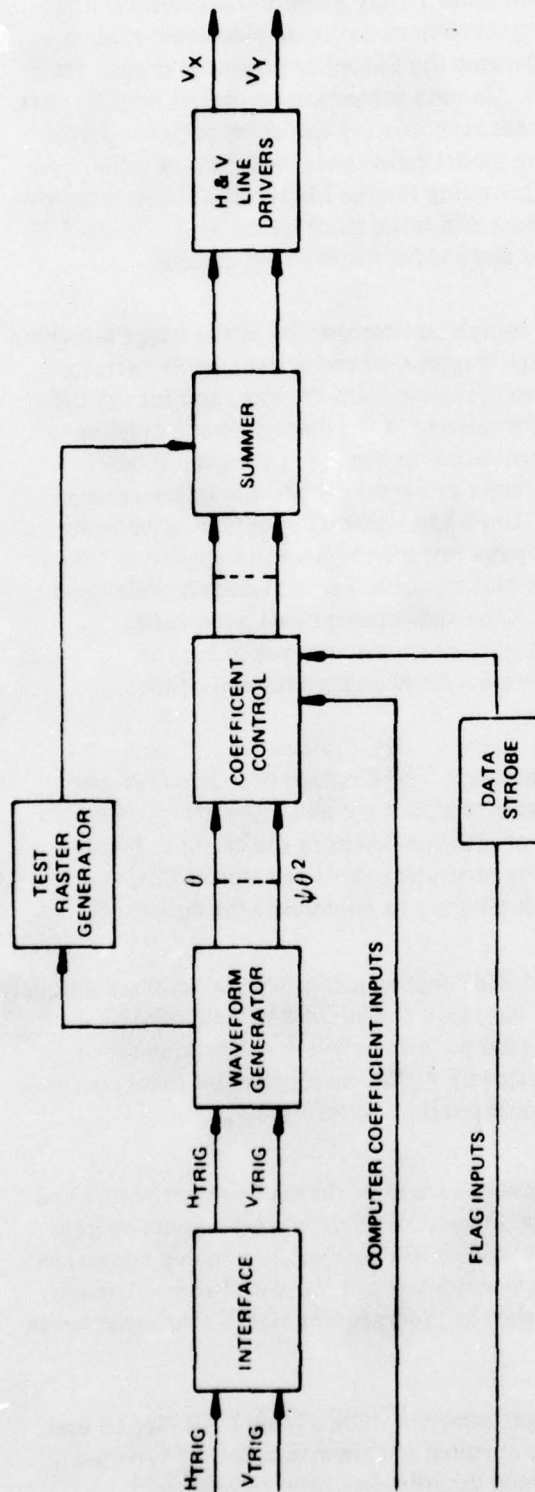 H_TRIG
V_TRIG
INTERFACE
H_TRIG
V_TRIG
WAVEFORM
GENERATOR
TEST
RASTER
GENERATOR
θ
ψθ²
COEFFICENT
CONTROL
SUMMER
H & V
LINE
DRIVERS
V_X
V_Y
COMPUTER COEFFICIENT INPUTS
FLAG INPUTS
DATA
STROBE